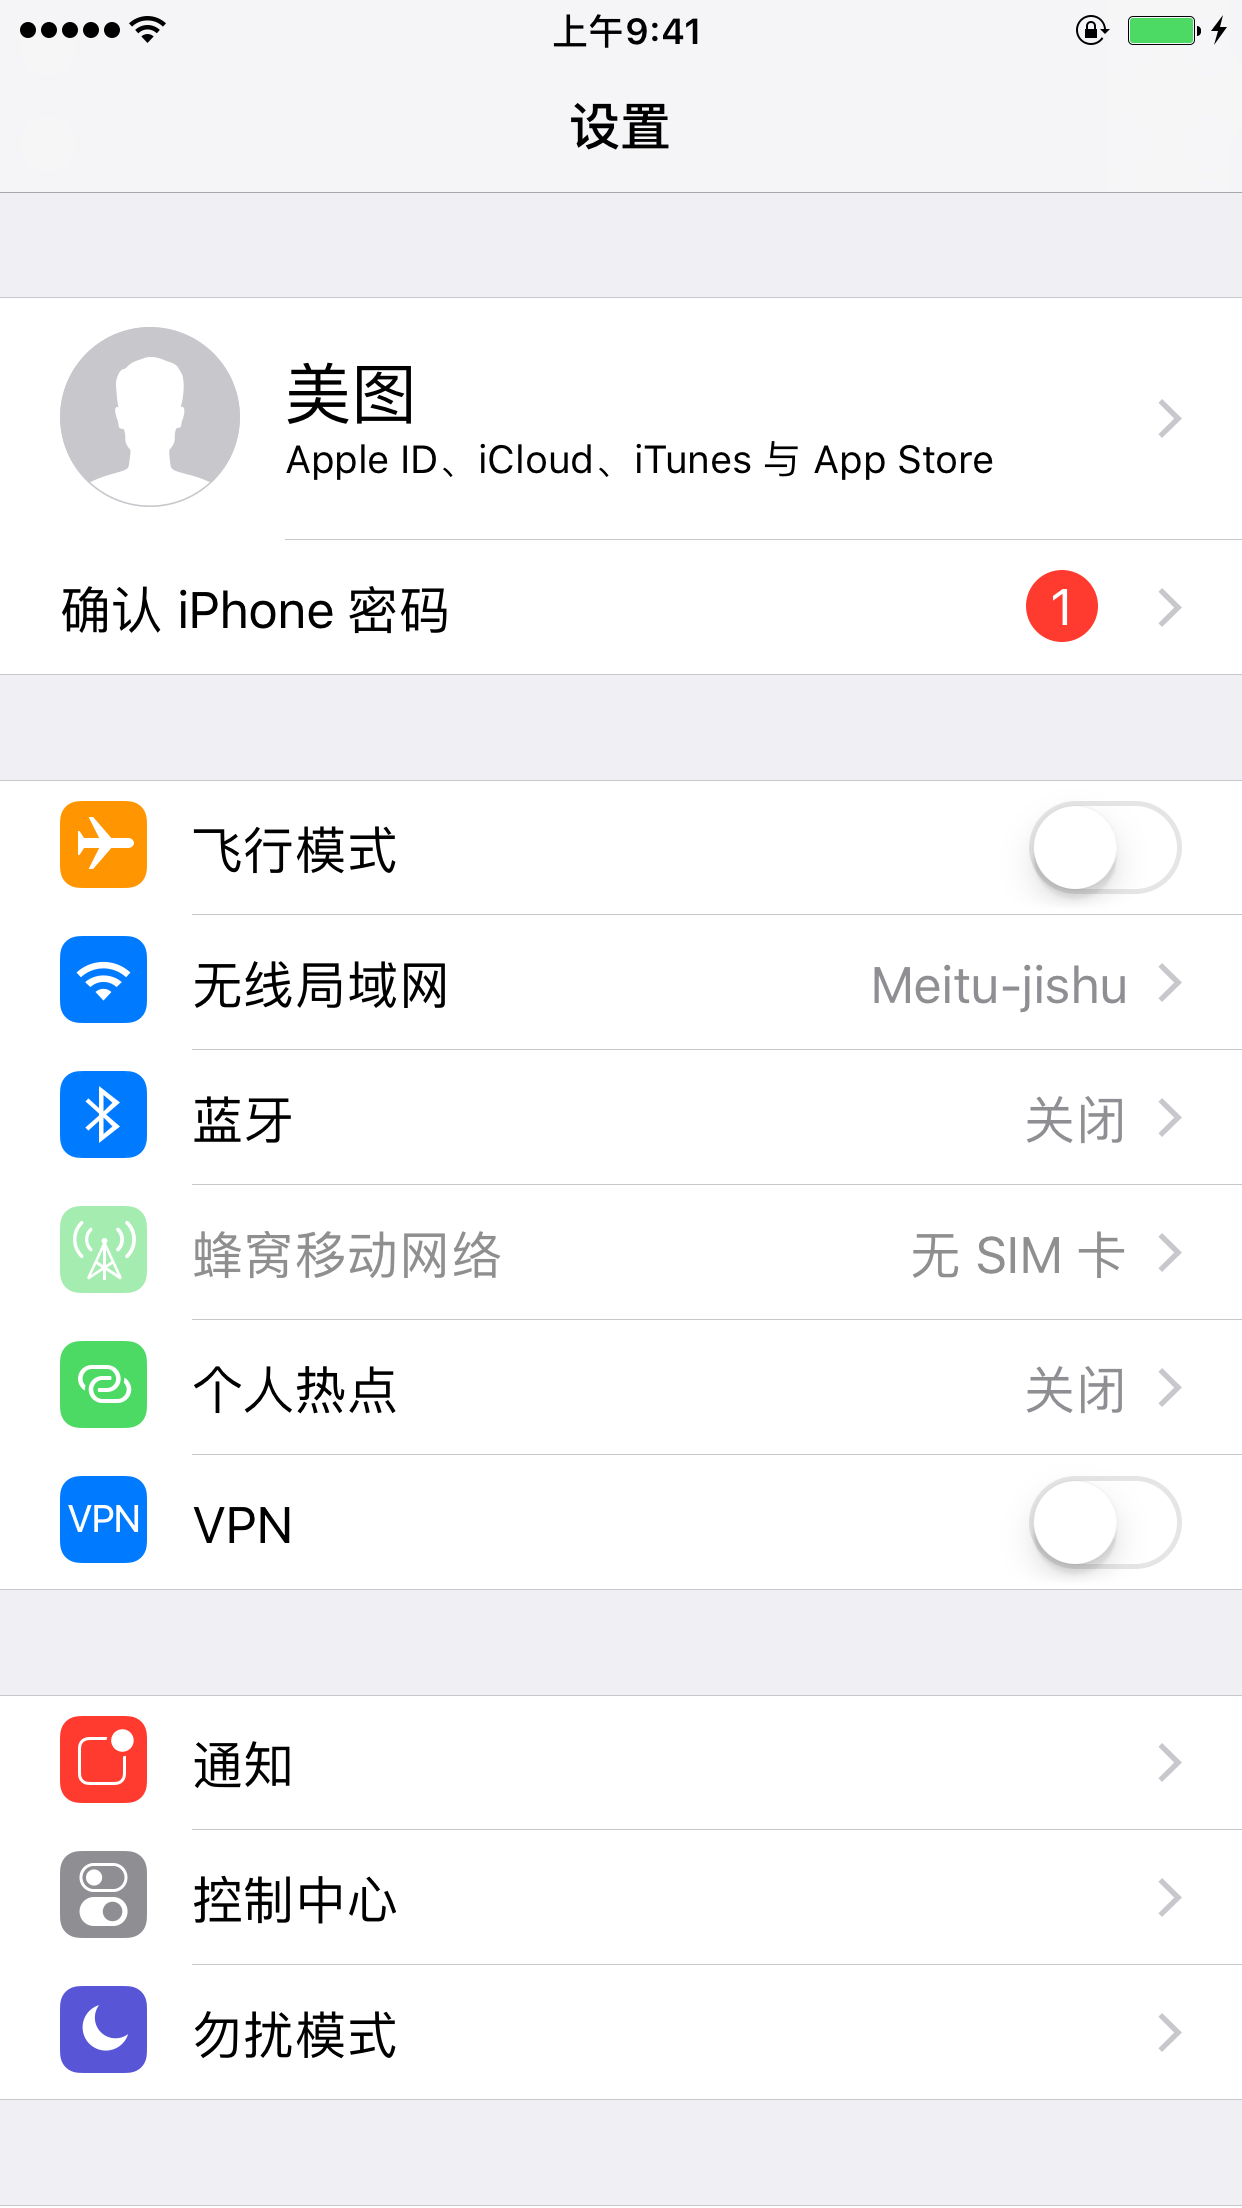 上午9:41
设置
美图
Apple ID、iCloud、iTunes 与 App Store
确认 iPhone 密码 1
飞行模式
无线局域网 Meitu-jishu
蓝牙 关闭
蜂窝移动网络 无 SIM 卡
个人热点 关闭
VPN VPN
通知
控制中心
勿扰模式